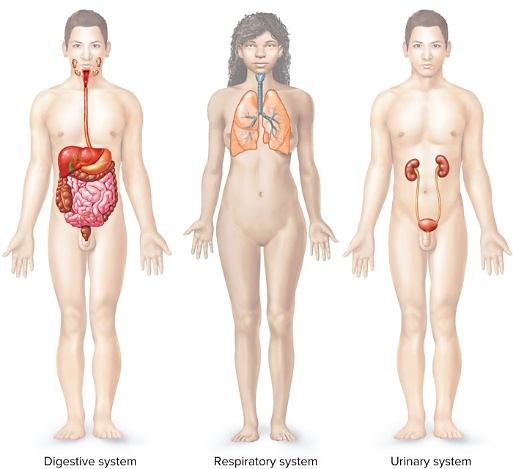 Digestive system
Respiratory system
Urinary system